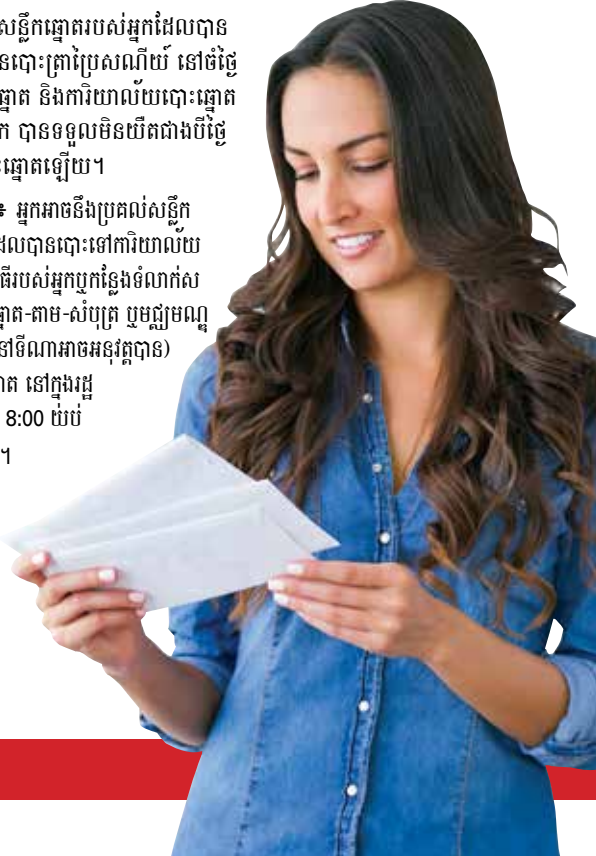 សន្លឹកឆ្នោតរបស់អ្នកដែលបាន
នបោះត្រាប្រៃសណីយ៍ នៅចំថ្ងៃ
ឆ្នោត និងការិយាល័យបោះឆ្នោត
ក បានទទួលមិនយឺតជាងបីថ្ងៃ
ះឆ្នោតឡើយ។
៖ អ្នកអាចនឹងប្រគល់សន្លឹក
ដែលបានបោះទៅការិយាល័យ
ធីរបស់អ្នកឬកន្លែងទំលាក់ស
ឆ្នោត-តាម-សំបុត្រ ឬមជ្ឈមណ្ឌ
នៅទីណាអាចអនុវត្តបាន)
ោត នៅក្នុងរដ្ឋ
8:00 យប់
។